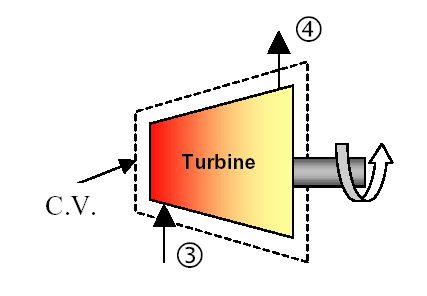 ④
Turbine
C.V.
③